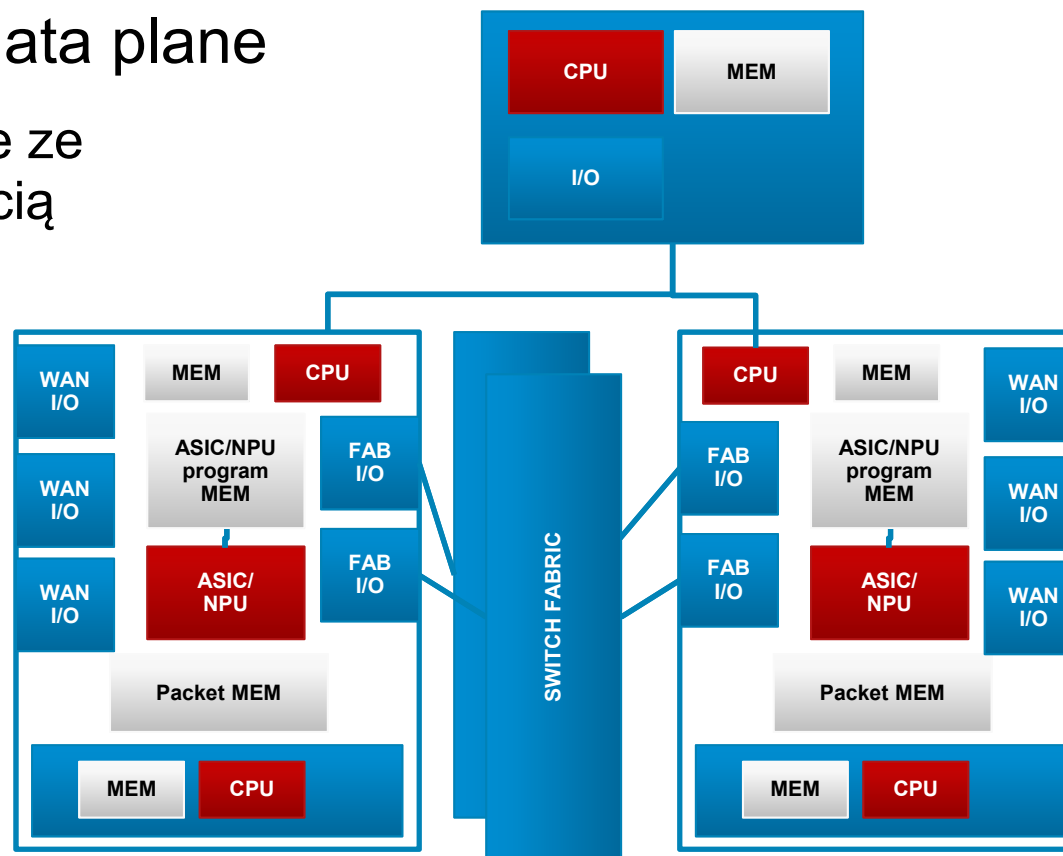 ata plane
e ze
cią
CPU
MEM
I/O
WAN
I/O
MEM
CPU
ASIC/NPU
program
MEM
FAB
I/O
WAN
I/O
ASIC/
NPU
FAB
I/O
WAN
I/O
Packet MEM
MEM
CPU
SWITCH FABRIC
CPU
MEM
WAN
I/O
FAB
I/O
ASIC/NPU
program
MEM
WAN
I/O
FAB
I/O
ASIC/
NPU
WAN
I/O
Packet MEM
MEM
CPU